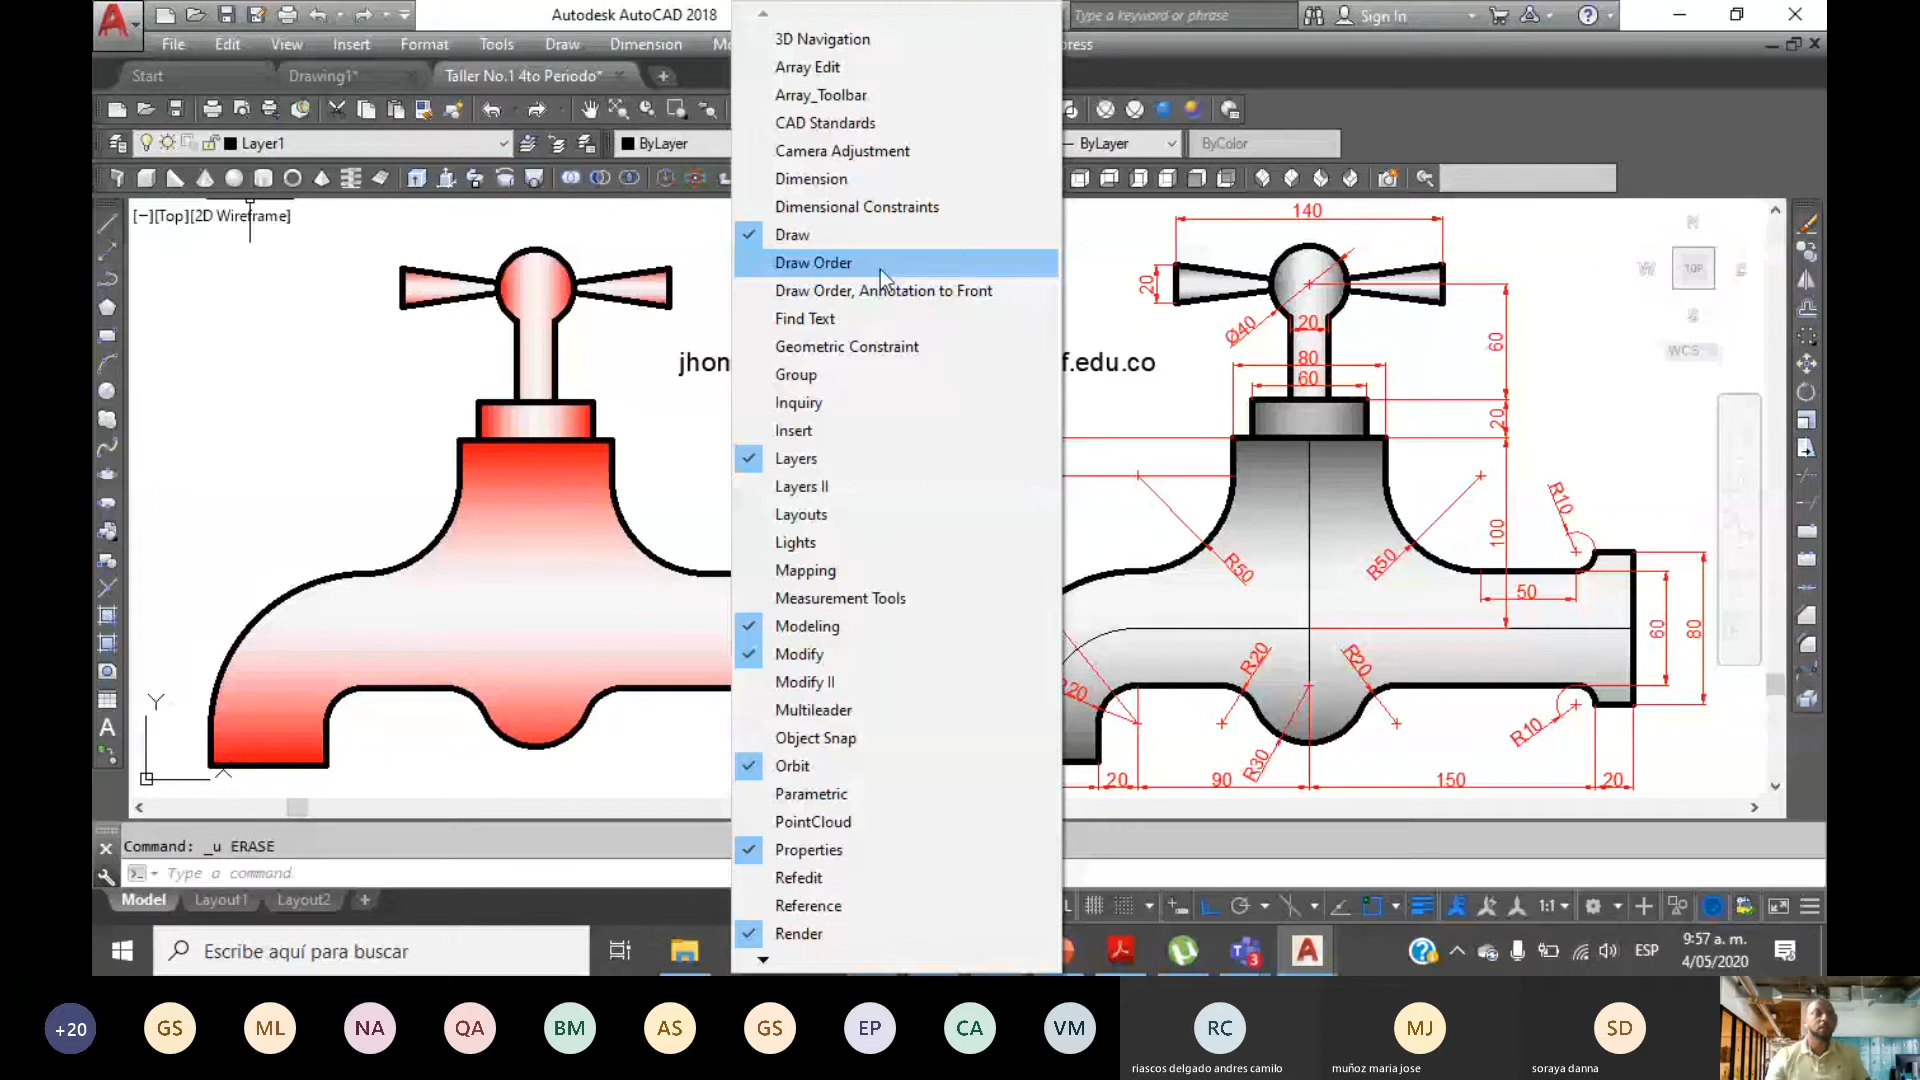 Autodesk AutoCAD 2018
Type a keyword or phrase
Sign In
File Edit View Insert Format Tools Draw Dimension
Start Drawing1* Taller No.1 4to Periodo*
Layer1 ByLayer ByLayer ByColor
[−][Top][2D Wireframe]
3D Navigation
Array Edit
Array_Toolbar
CAD Standards
Camera Adjustment
Dimension
Dimensional Constraints
Draw
Draw Order
Draw Order, Annotation to Front
Find Text
Geometric Constraint
Group
Inquiry
Insert
Layers
Layers II
Layouts
Lights
Mapping
Measurement Tools
Modeling
Modify
Modify II
Multileader
Object Snap
Orbit
Parametric
PointCloud
Properties
Refedit
Reference
Render
jhon
f.edu.co
140
20
Ø40
20
80
60
60
20
100
R50
R50
R10
50
60
80
R20
R20
R10
R30
20
90
150
20
N
W TOP
S
WCS
Y
X
Command: _u ERASE
Type a command
Model Layout1 Layout2
1:1
Escribe aquí para buscar
ESP
9:57 a. m.
4/05/2020
+20 GS ML NA QA BM AS GS EP CA VM RC MJ SD
riascos delgado andres camilo
muñoz maria jose
soraya danna